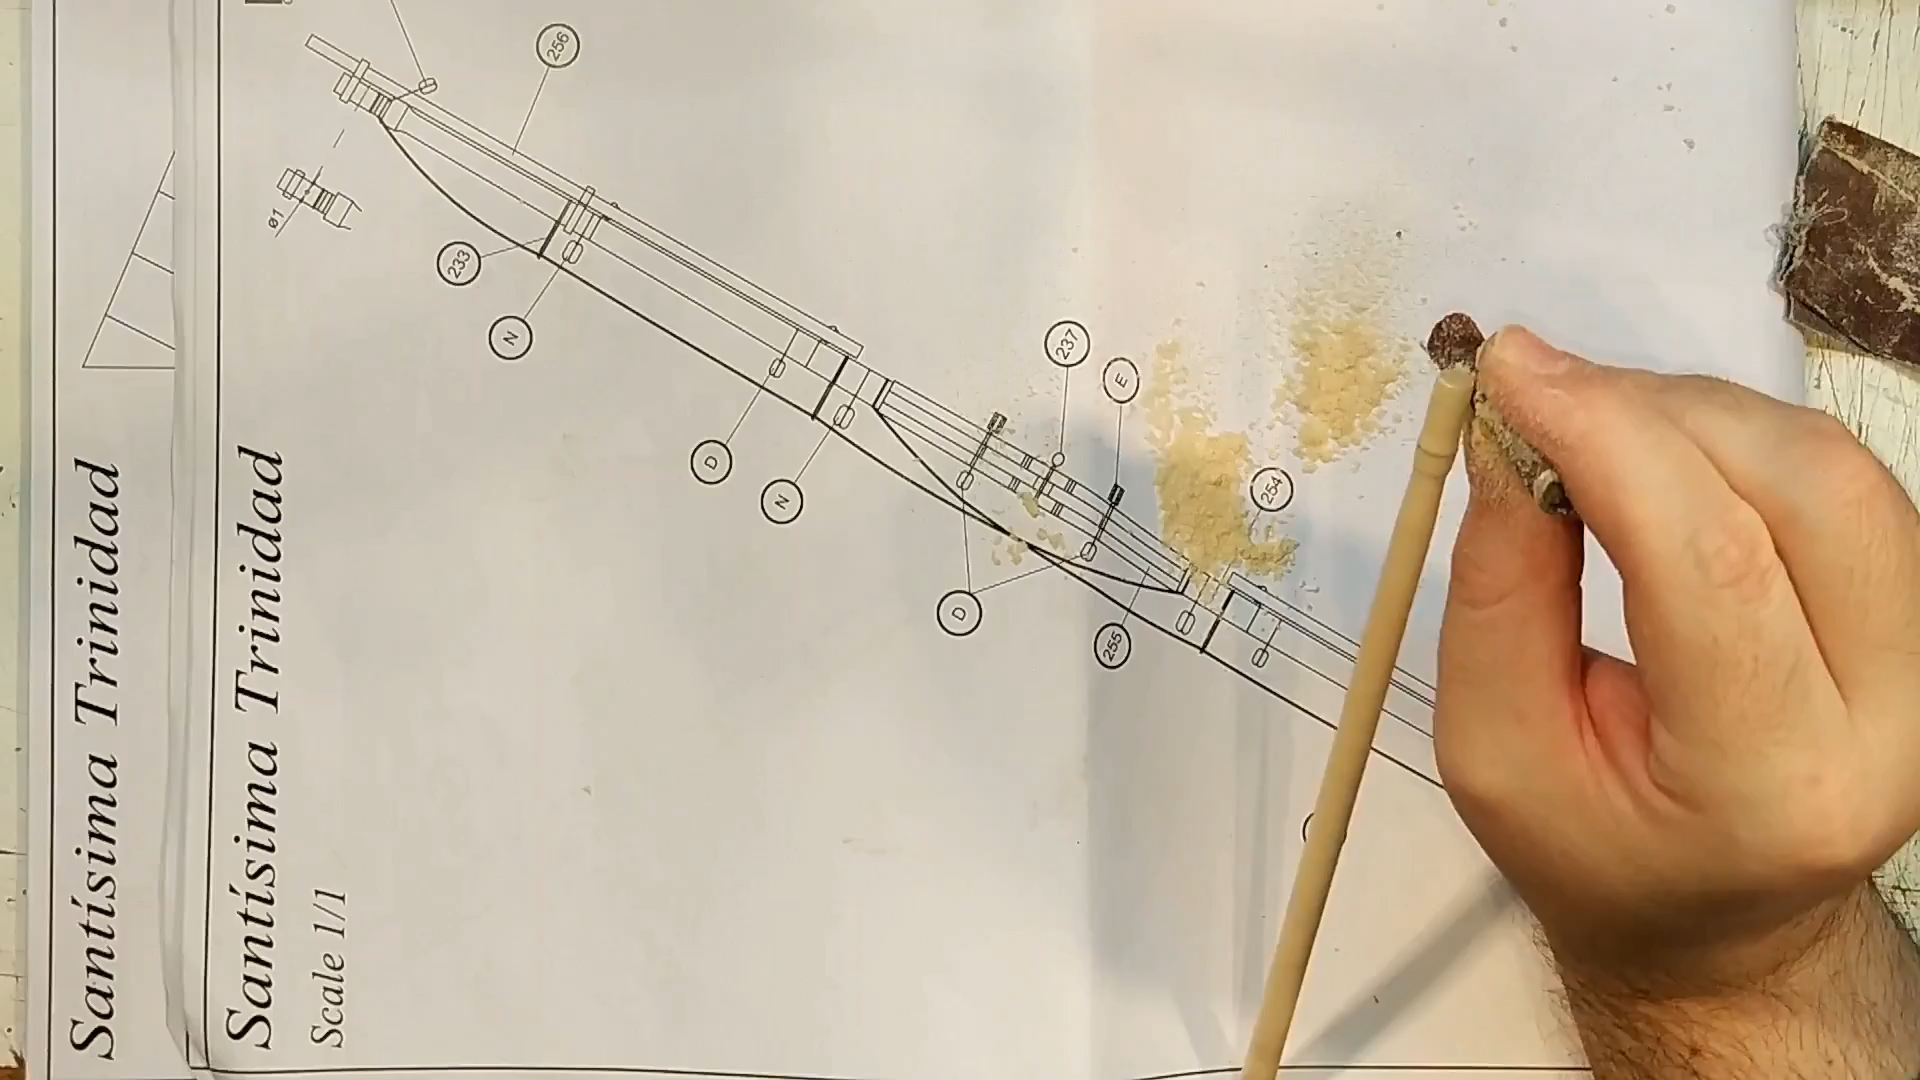 Santísima Trinidad
Santísima Trinidad
Scale 1/1
256
ø1
233
N
D
N
237
E
254
D
255